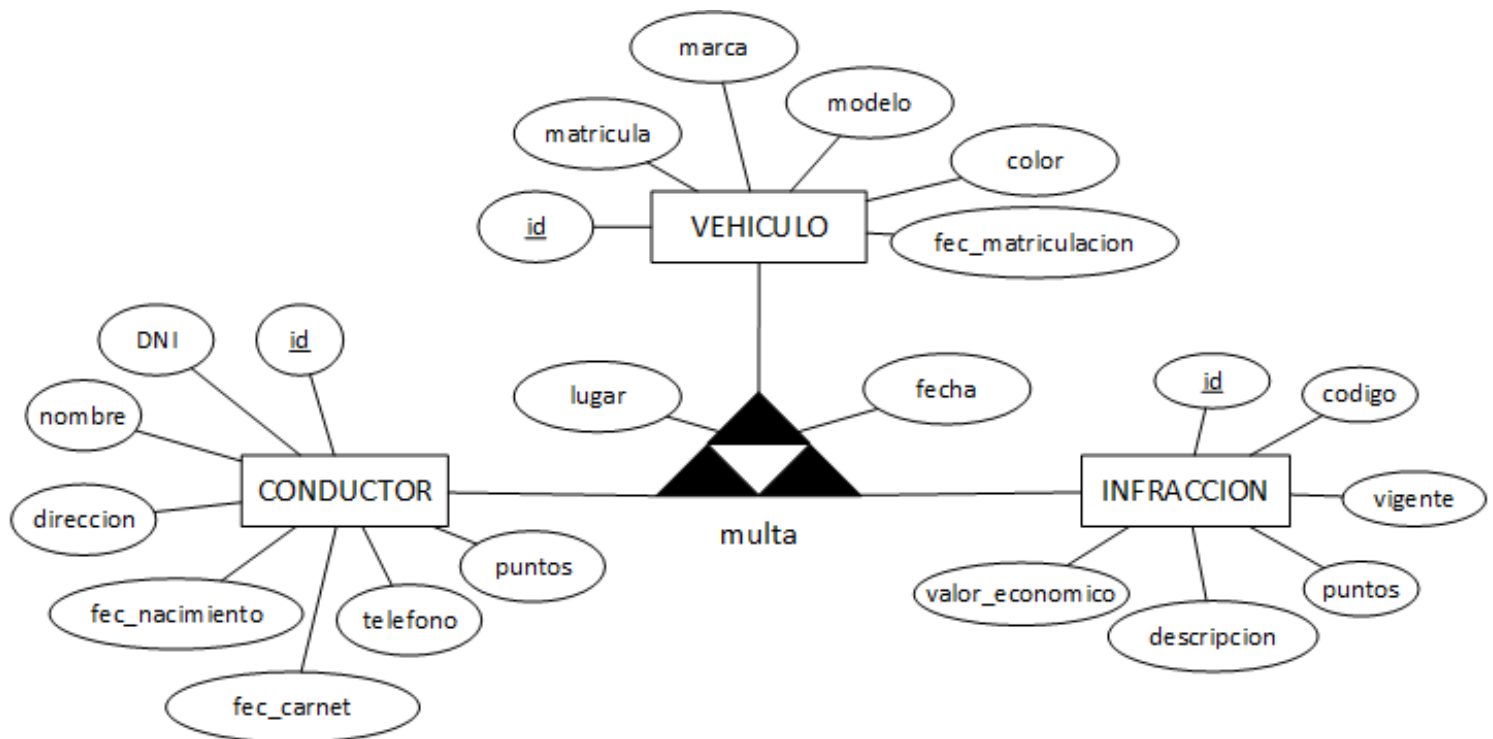 marca
modelo
matricula
color
id
VEHICULO
fec_matriculacion
DNI
id
lugar
fecha
id
codigo
nombre
CONDUCTOR
INFRACCION
vigente
direccion
multa
puntos
valor_economico
puntos
fec_nacimiento
telefono
descripcion
fec_carnet